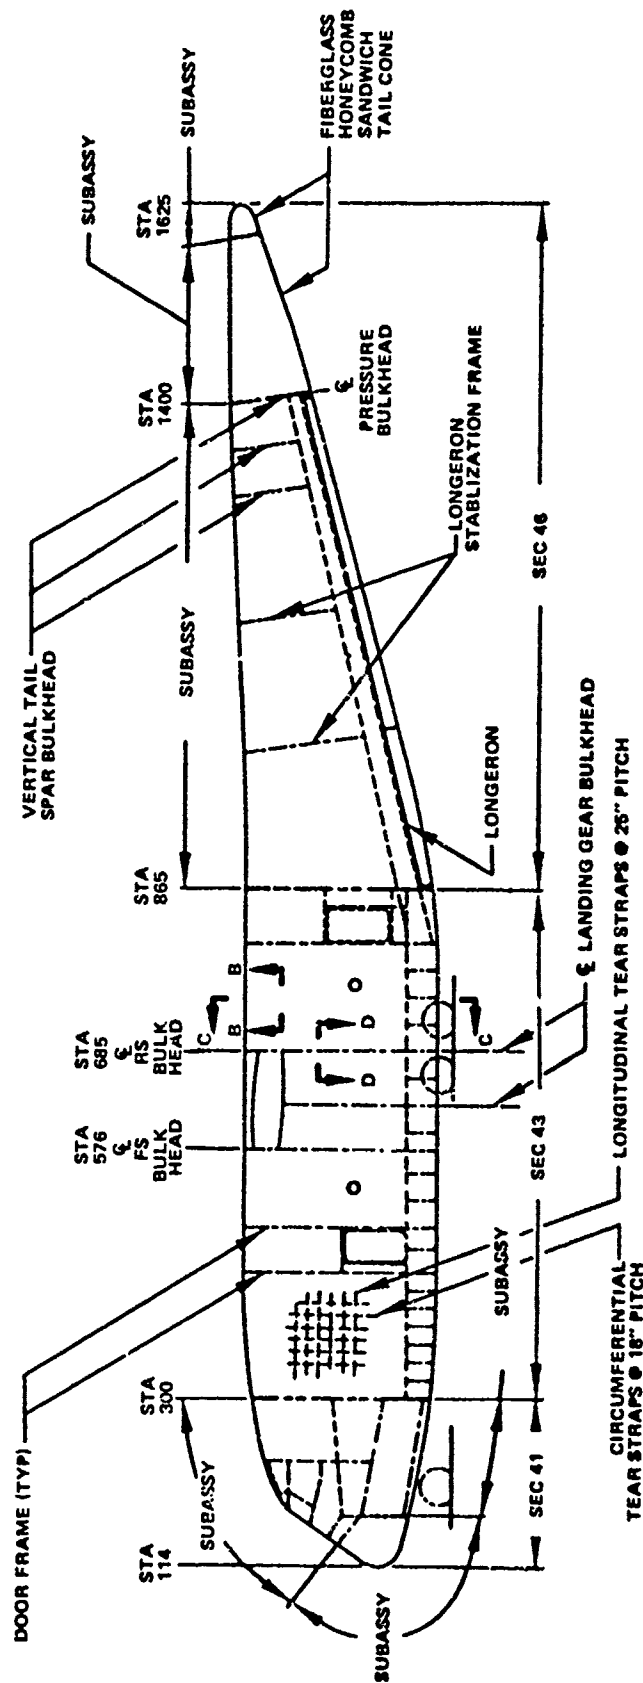 DOOR FRAME (TYP)
VERTICAL TAIL
SPAR BULKHEAD
SUBASSY
SUBASSY
SUBASSY
STA
114
STA
300
STA
576
℄
FS
BULK
HEAD
STA
685
℄
RS
BULK
HEAD
STA
865
STA
1400
STA
1625
SUBASSY
C
B
B
D
D
C
℄
PRESSURE
BULKHEAD
FIBERGLASS
HONEYCOMB
SANDWICH
TAIL CONE
LONGERON
STABLIZATION FRAME
LONGERON
SUBASSY
SUBASSY
SEC 41
SEC 43
SEC 46
℄ LANDING GEAR BULKHEAD
LONGITUDINAL TEAR STRAPS @ 25" PITCH
CIRCUMFERENTIAL
TEAR STRAPS @ 18" PITCH